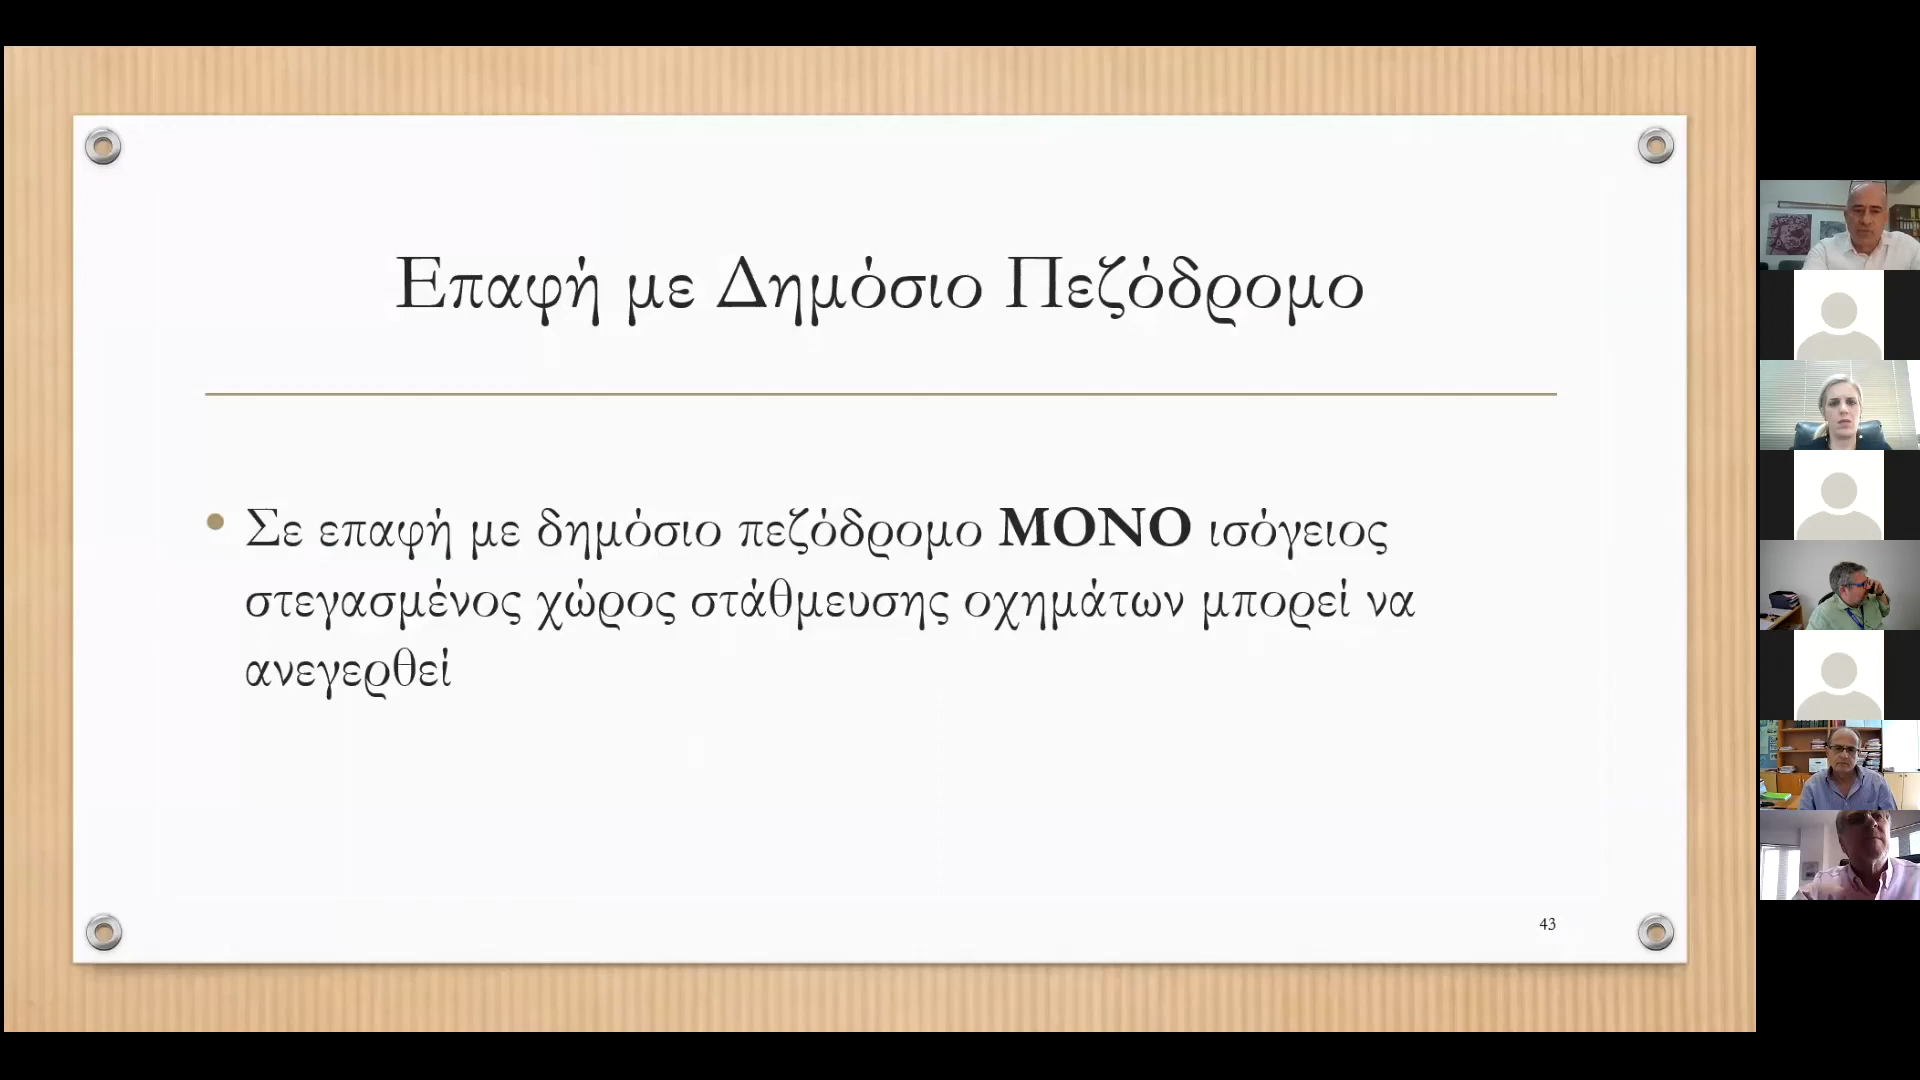 Επαφή με Δημόσιο Πεζόδρομο
• Σε επαφή με δημόσιο πεζόδρομο ΜΟΝΟ ισόγειος
στεγασμένος χώρος στάθμευσης οχημάτων μπορεί να
ανεγερθεί
43